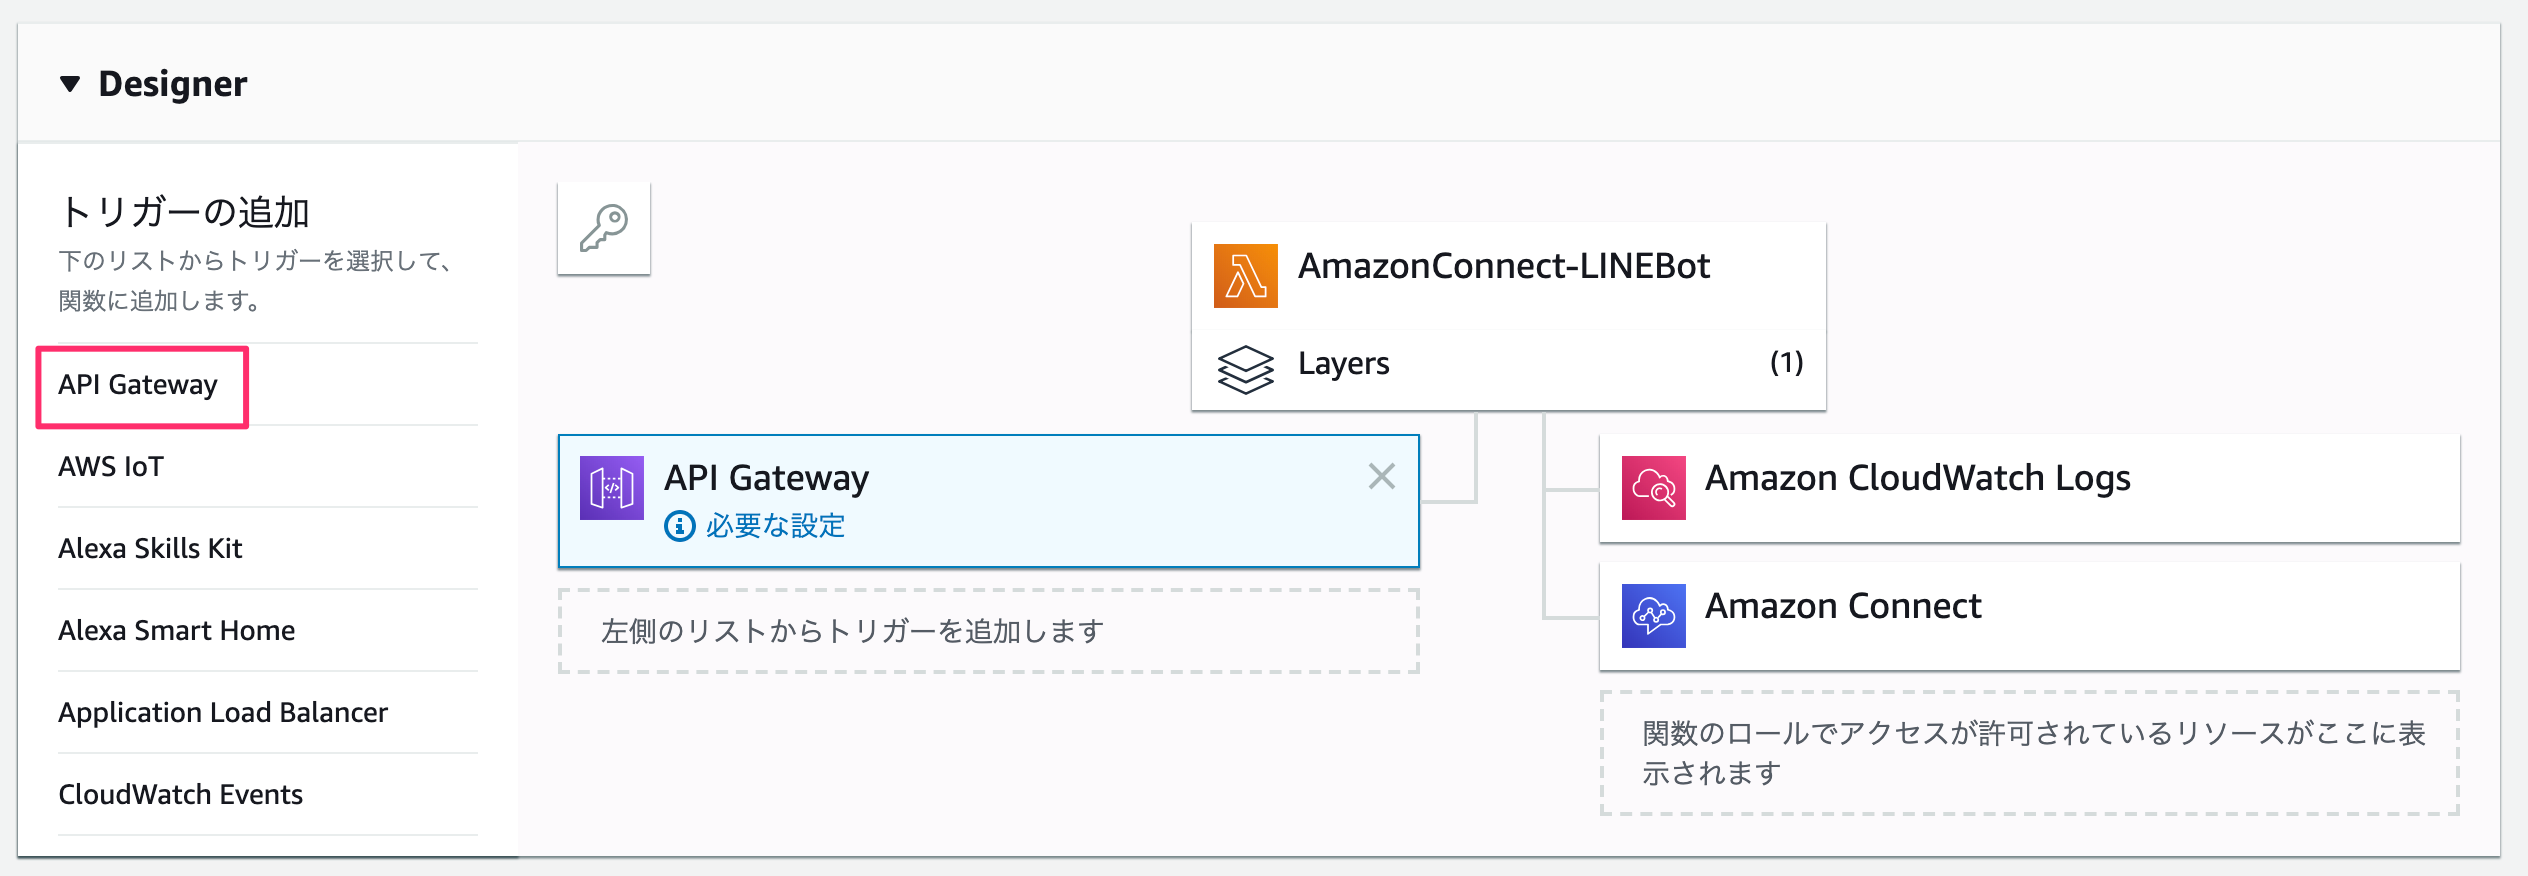 Designer
トリガーの追加
下のリストからトリガーを選択して、
関数に追加します。
API Gateway
AWS IoT
Alexa Skills Kit
Alexa Smart Home
Application Load Balancer
CloudWatch Events
AmazonConnect-LINEBot
Layers (1)
API Gateway
必要な設定
左側のリストからトリガーを追加します
Amazon CloudWatch Logs
Amazon Connect
関数のロールでアクセスが許可されているリソースがここに表
示されます